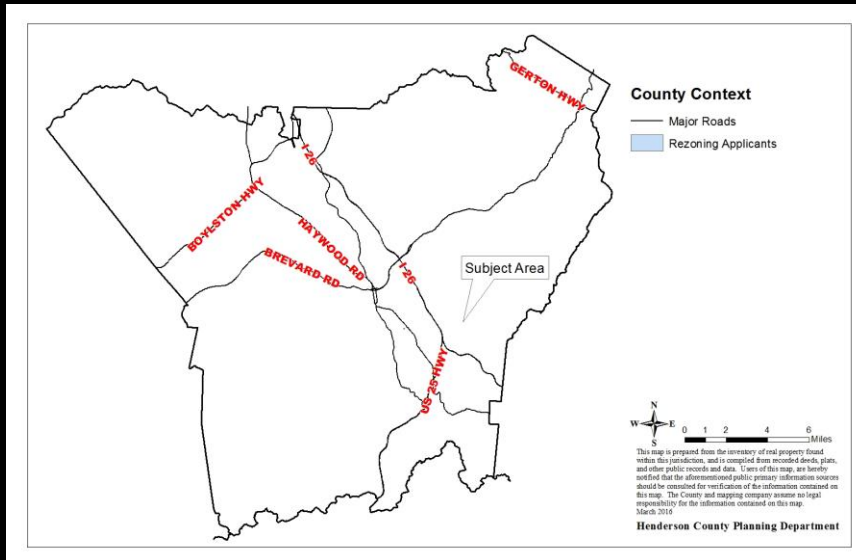 GERTON HWY
County Context
Major Roads
Rezoning Applicants
I-26
BOYLSTON HWY
HAYWOOD RD
BREVARD RD
I-26
Subject Area
US 25 HWY
N
W E
S
0 1 2 4 6
Miles
This map is prepared from the inventory of real property found
within this jurisdiction, and is compiled from recorded deeds, plats,
and other public records and data. Users of this map, are hereby
notified that the aforementioned public primary information sources
should be consulted for verification of the information contained on
this map. The County and mapping company assume no legal
responsibility for the information contained on this map.
March 2016
Henderson County Planning Department